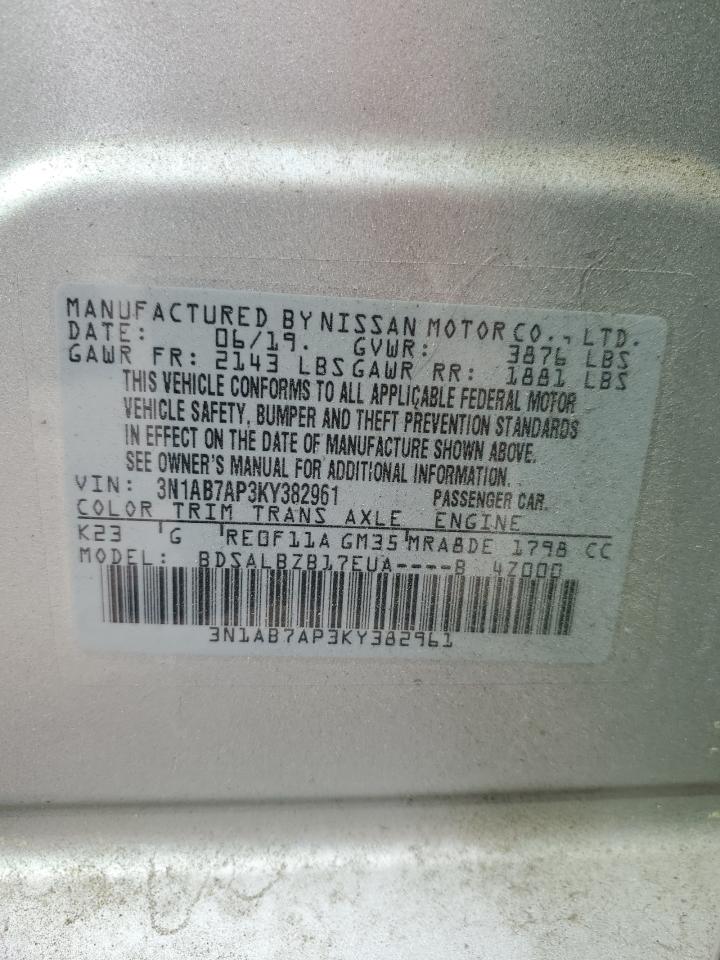 MANUFACTURED BY NISSAN MOTOR CO., LTD.
DATE: 06/19. GVWR: 3876 LBS
GAWR FR: 2143 LBS GAWR RR: 1881 LBS
THIS VEHICLE CONFORMS TO ALL APPLICABLE FEDERAL MOTOR
VEHICLE SAFETY, BUMPER AND THEFT PREVENTION STANDARDS
IN EFFECT ON THE DATE OF MANUFACTURE SHOWN ABOVE.
SEE OWNER'S MANUAL FOR ADDITIONAL INFORMATION.
VIN: 3N1AB7AP3KY382961 PASSENGER CAR.
COLOR TRIM TRANS AXLE ENGINE
K23 G RE0F11A GM35 MRA8DE 1798 CC
MODEL: BDSALBZB17EUA----B 4Z000
3N1AB7AP3KY382961